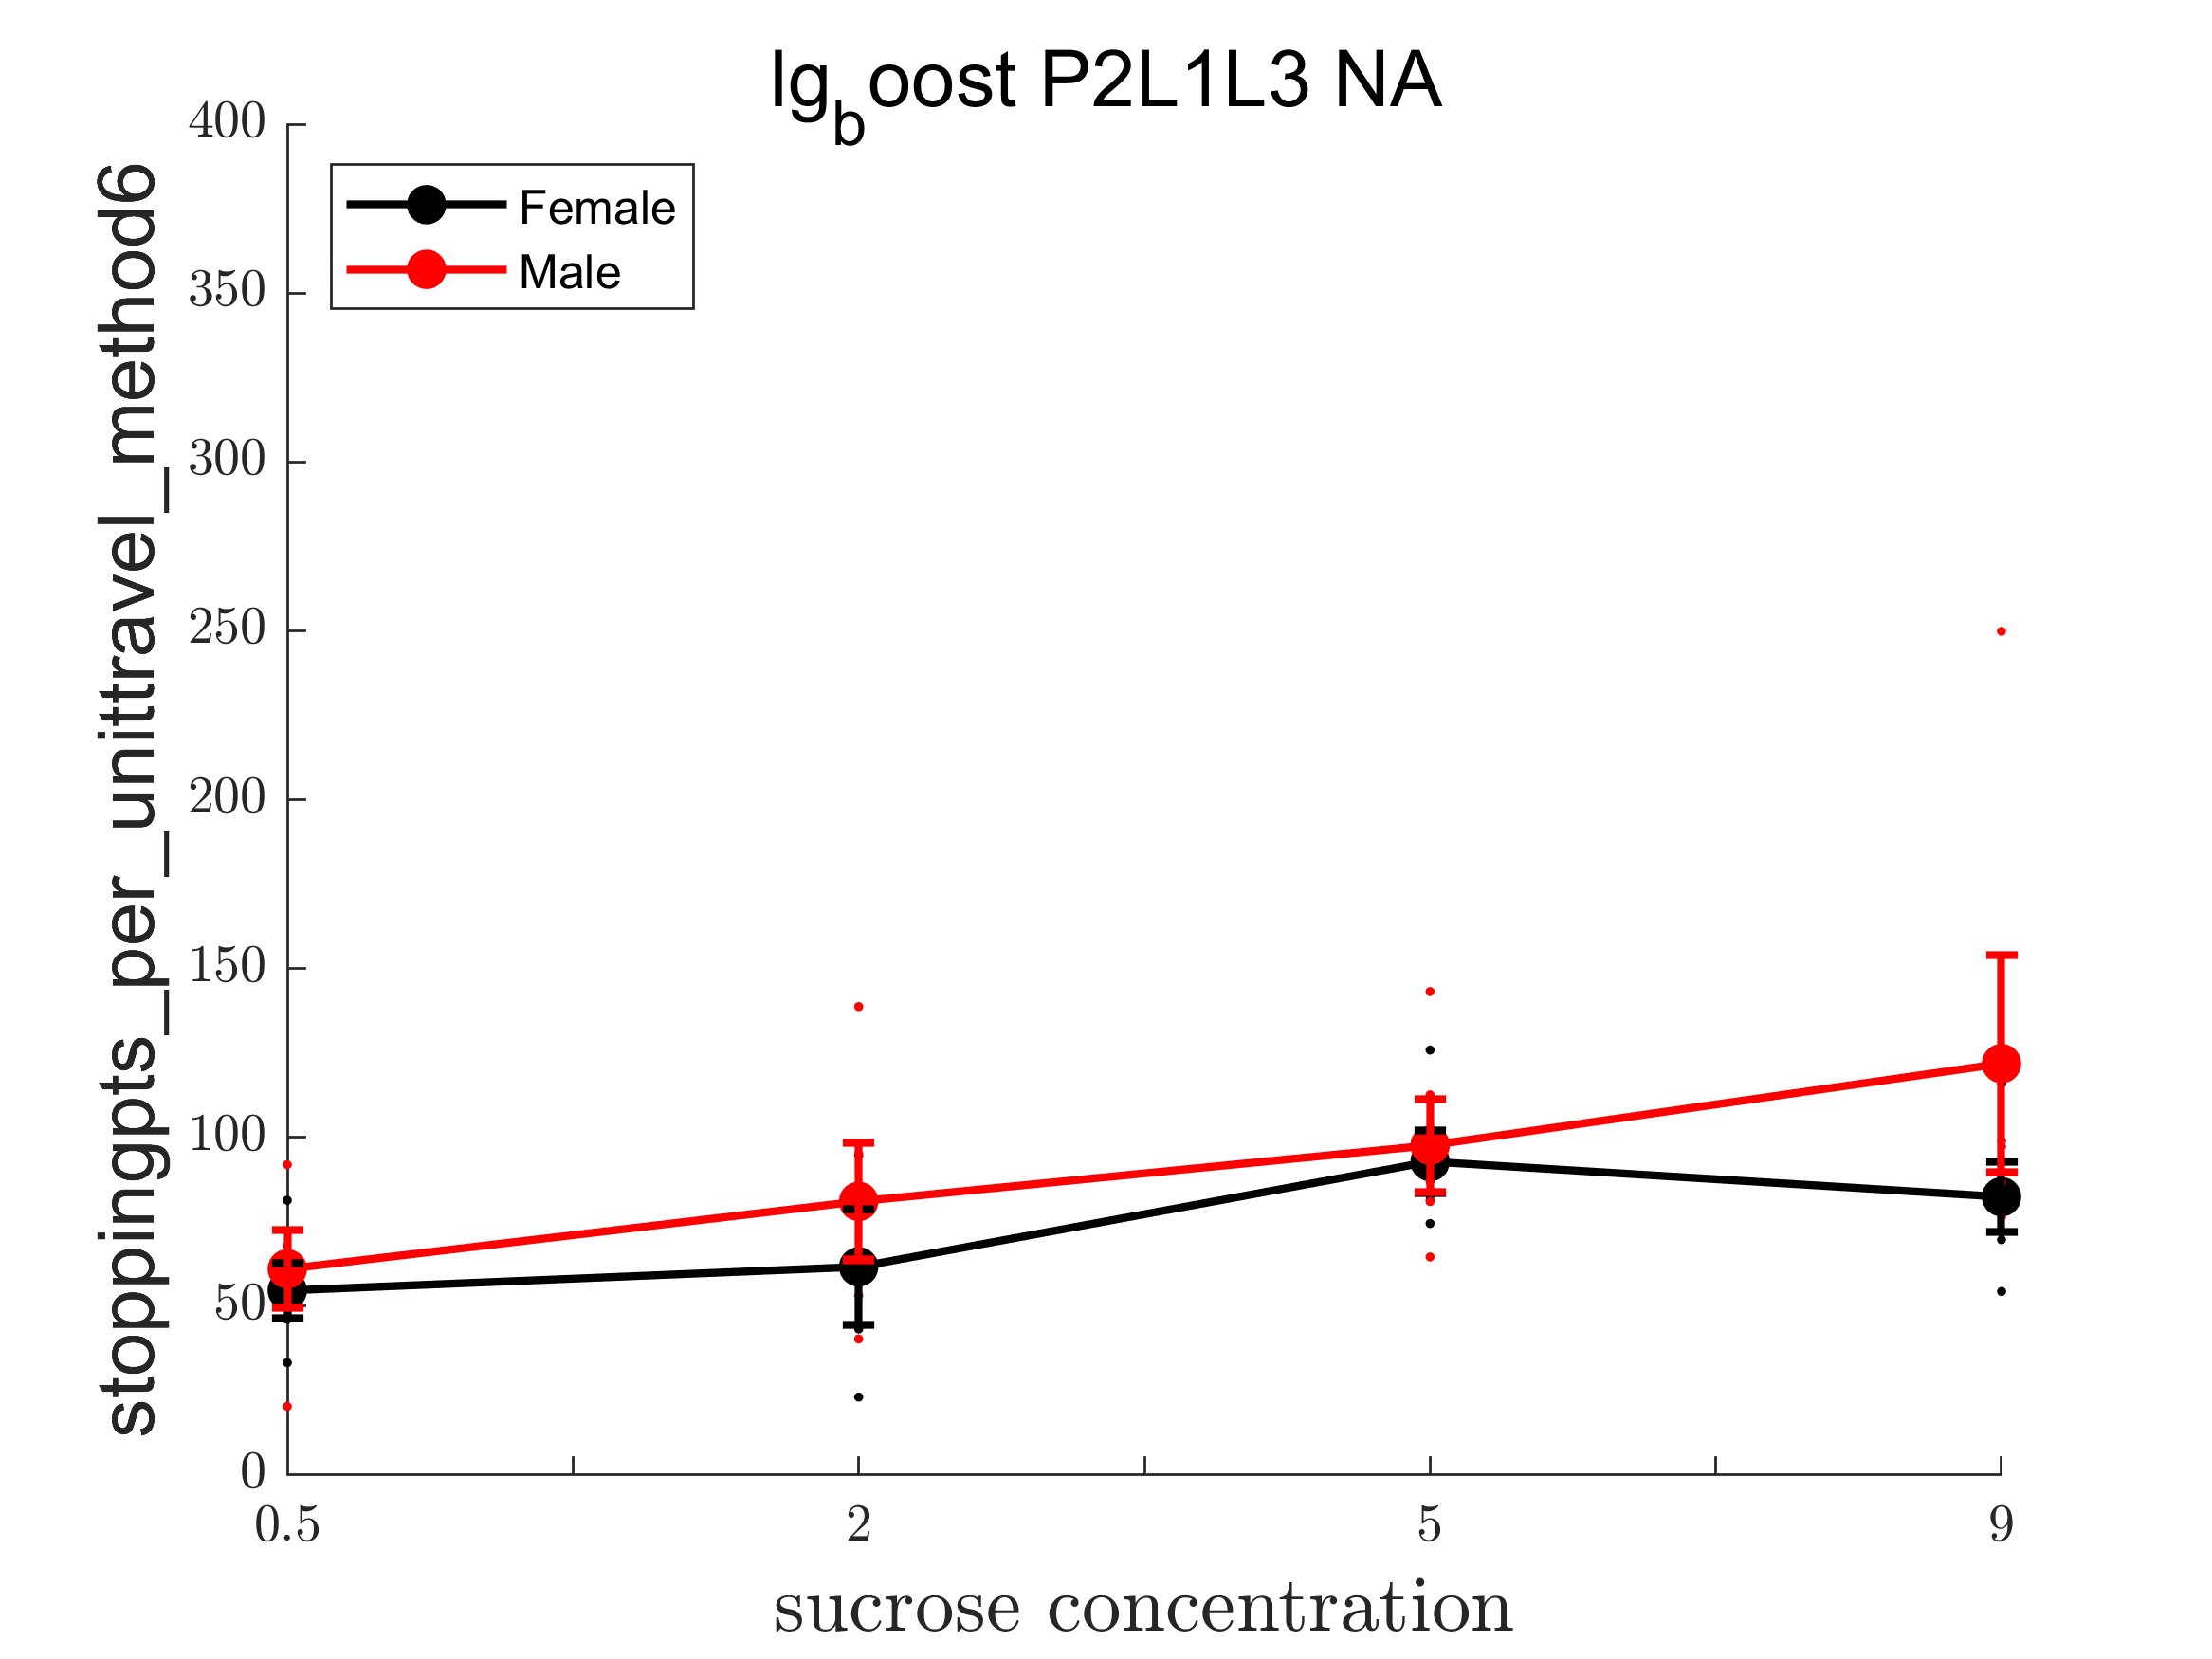 lg_boost P2L1L3 NA
Female
Male
stoppingpts_per_unittravel_method6
400
350
300
250
200
150
100
50
0
0.5
2
5
9
sucrose concentration